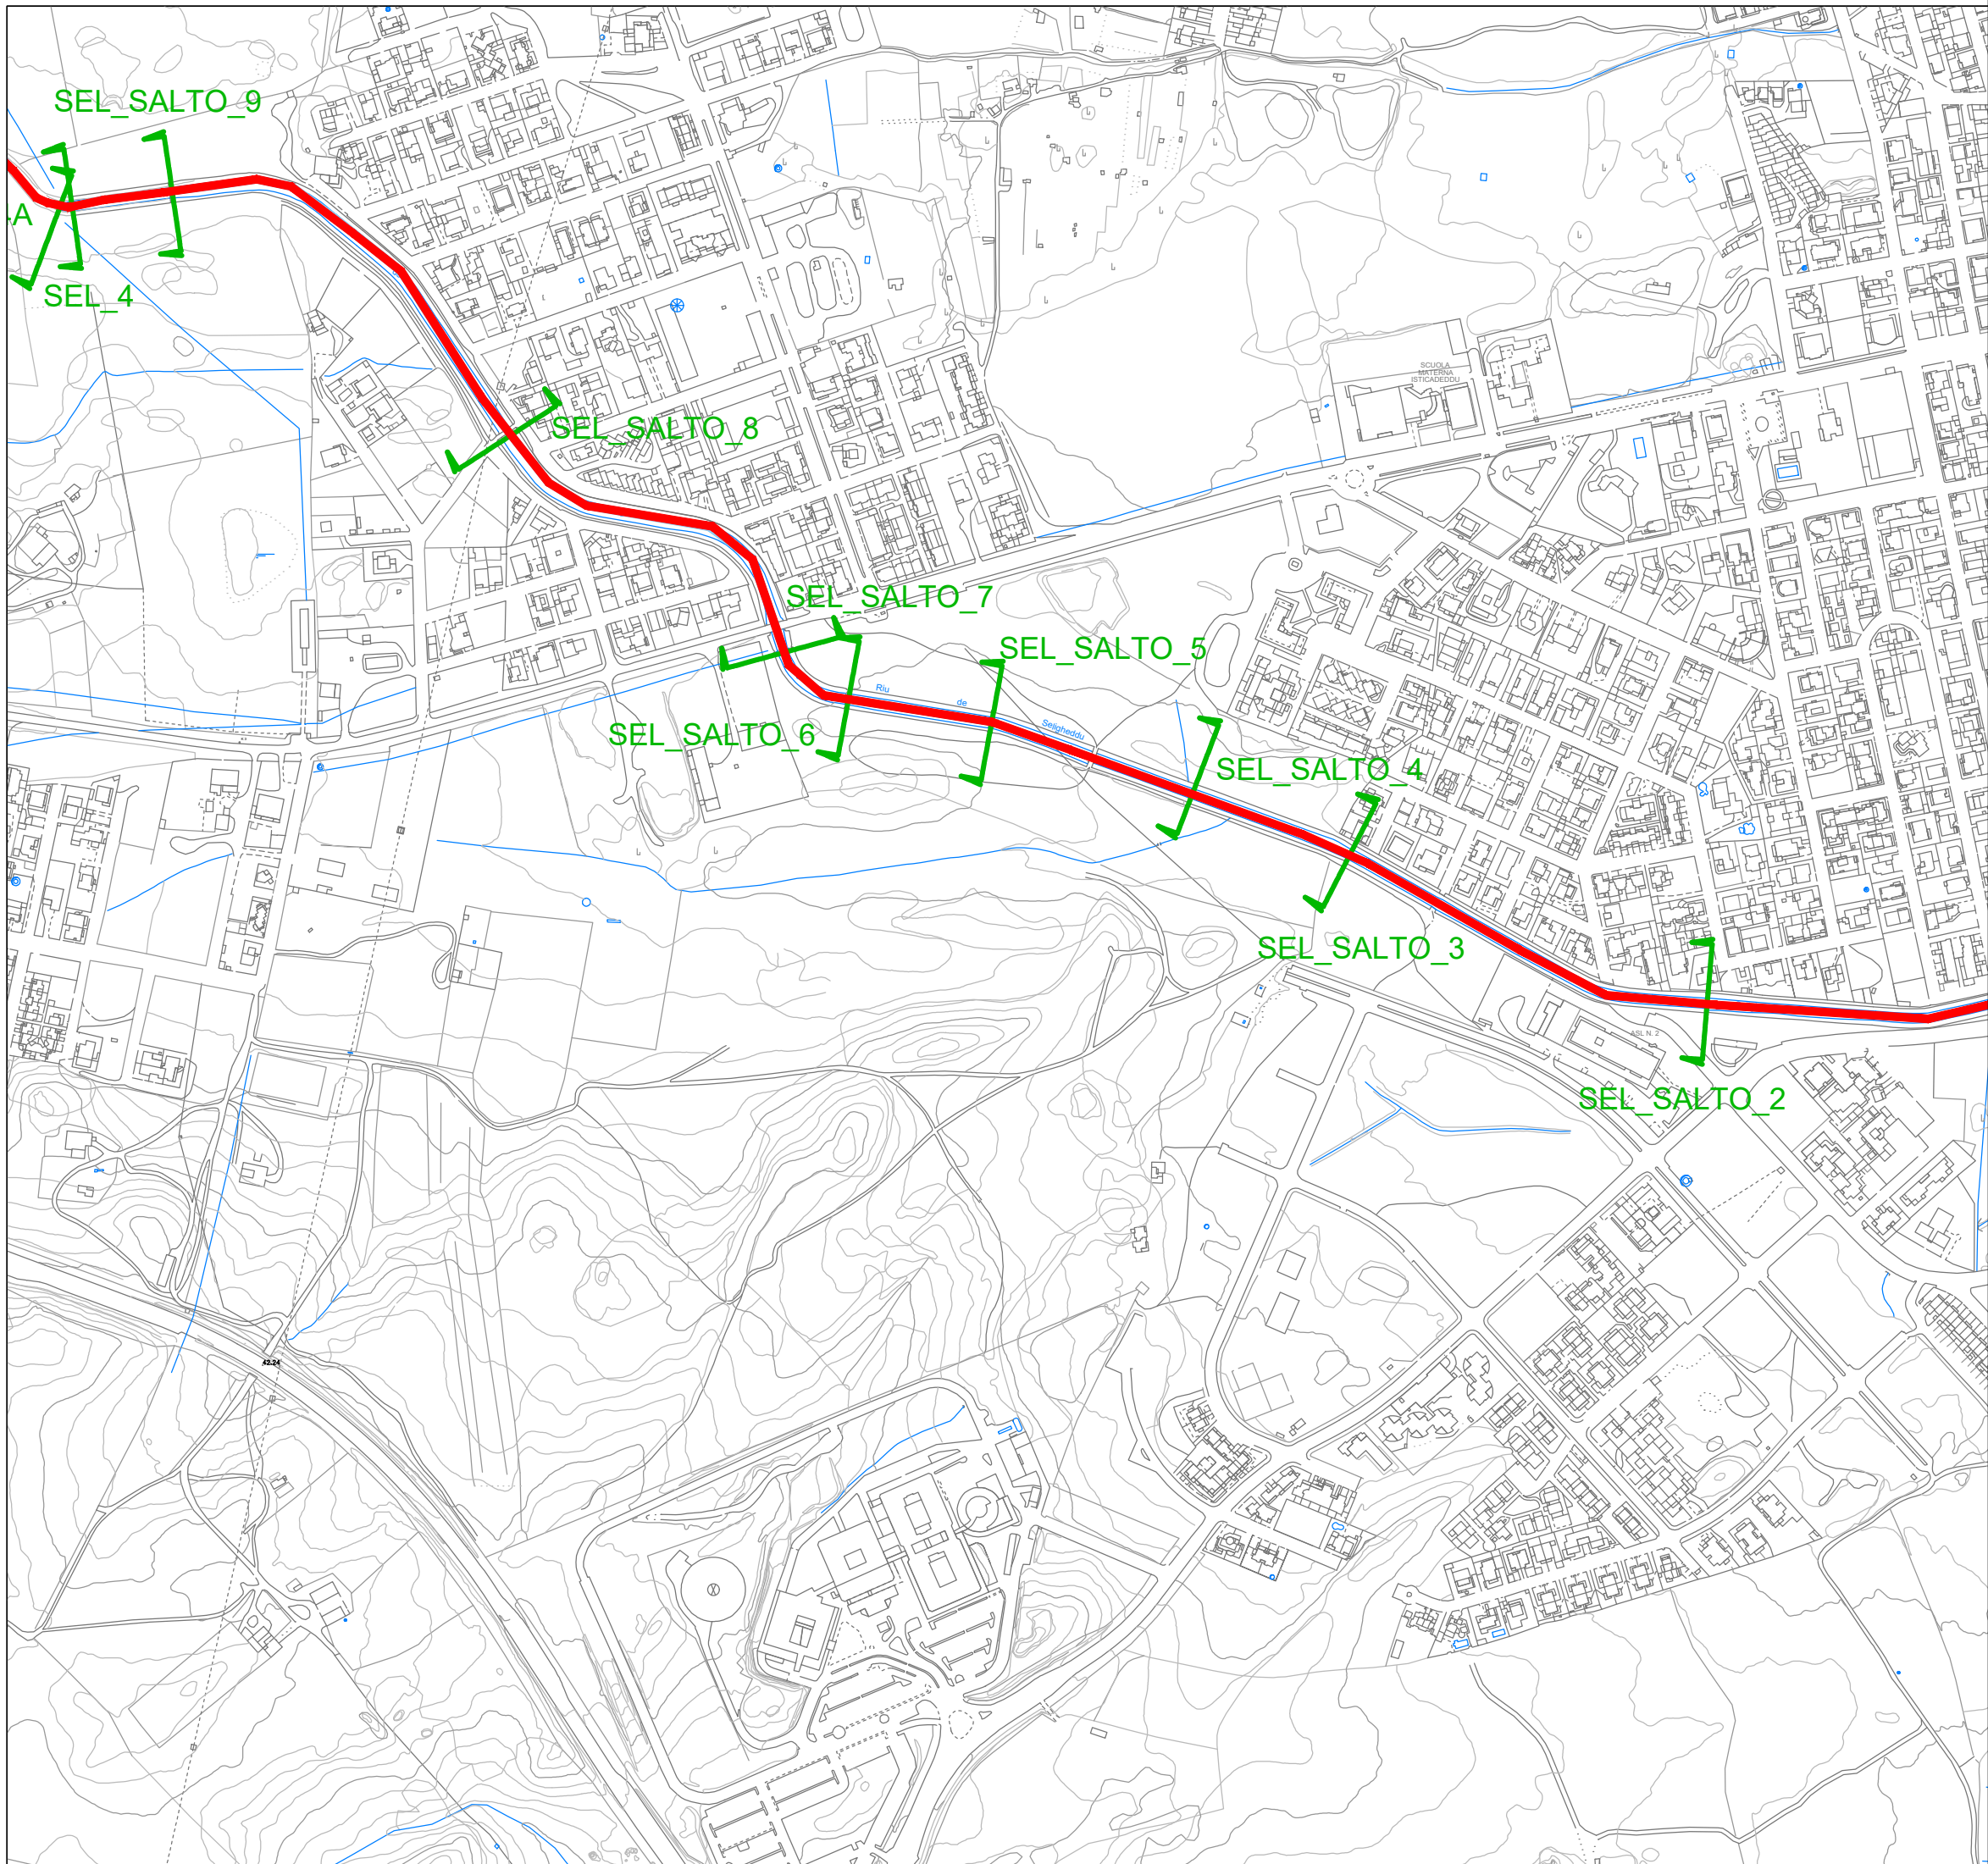 SEL_SALTO_9
4A
SEL_4
SCUOLA
MATERNA
ISTICADEDDU
SEL_SALTO_8
SEL_SALTO_7
SEL_SALTO_5
Riu de Seligheddu
SEL_SALTO_6
SEL_SALTO_4
SEL_SALTO_3
ASL N. 2
SEL_SALTO_2
42.24